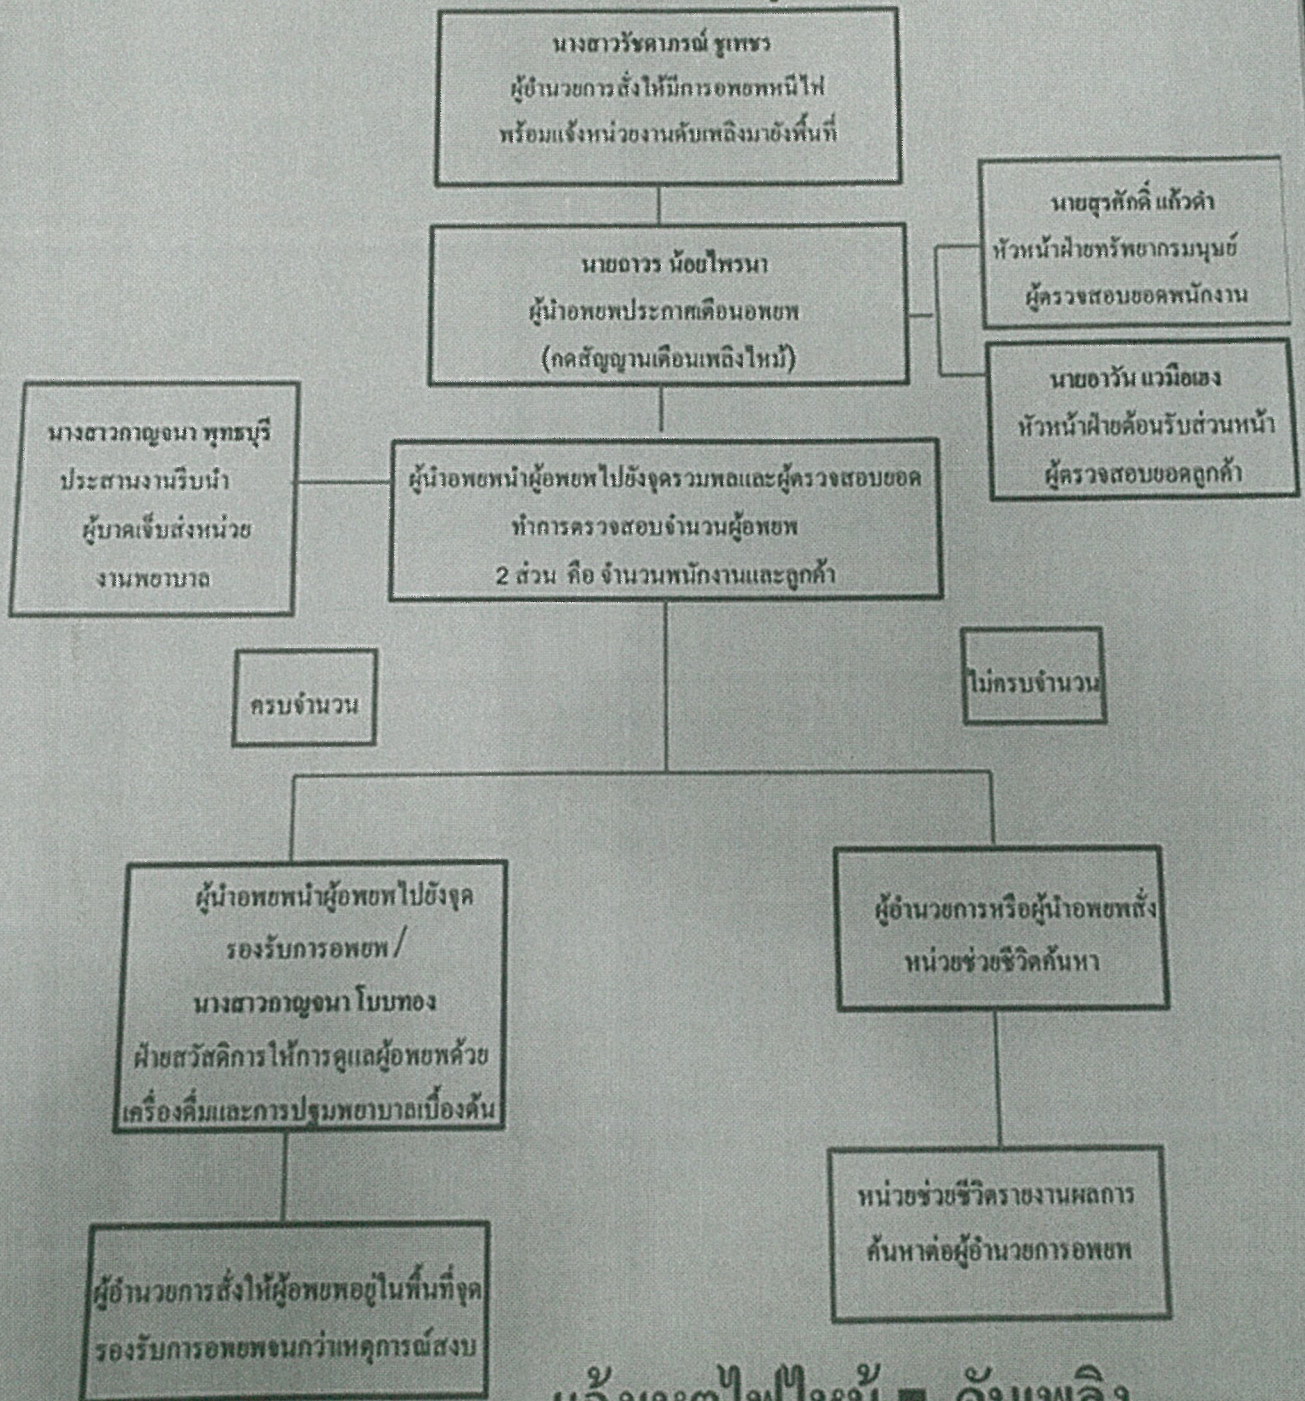 นางสาวรัชดาภรณ์ ชูเพชร
ผู้อำนวยการสั่งให้มีการอพยพหนีไฟ
พร้อมแจ้งหน่วยงานดับเพลิงมายังพื้นที่
นายสุรศักดิ์ แก้วดำ
หัวหน้าฝ่ายทรัพยากรมนุษย์
ผู้ตรวจสอบยอดพนักงาน
นายถาวร น้อยไพรนา
ผู้นำอพยพประกาศเตือนอพยพ
(กดสัญญานเตือนเพลิงไหม้)
นายอาวัน แวมือเฮง
หัวหน้าฝ่ายต้อนรับส่วนหน้า
ผู้ตรวจสอบยอดลูกค้า
นางสาวกาญจนา พุทธบุรี
ประสานงานรีบนำ
ผู้บาดเจ็บส่งหน่วย
งานพยาบาล
ผู้นำอพยพนำผู้อพยพไปยังจุดรวมพลและผู้ตรวจสอบยอด
ทำการตรวจสอบจำนวนผู้อพยพ
2 ส่วน คือ จำนวนพนักงานและลูกค้า
ครบจำนวน
ไม่ครบจำนวน
ผู้นำอพยพนำผู้อพยพไปยังจุด
รองรับการอพยพ /
นางสาวกาญจนา โบบทอง
ฝ่ายสวัสดิการให้การดูแลผู้อพยพด้วย
เครื่องดื่มและการปฐมพยาบาลเบื้องต้น
ผู้อำนวยการหรือผู้นำอพยพสั่ง
หน่วยช่วยชีวิตค้นหา
หน่วยช่วยชีวิตรายงานผลการ
ค้นหาต่อผู้อำนวยการอพยพ
ผู้อำนวยการสั่งให้ผู้อพยพอยู่ในพื้นที่จุด
รองรับการอพยพจนกว่าเหตุการณ์สงบ
แจ้งเหตุไฟไหม้ - ดับเพลิง